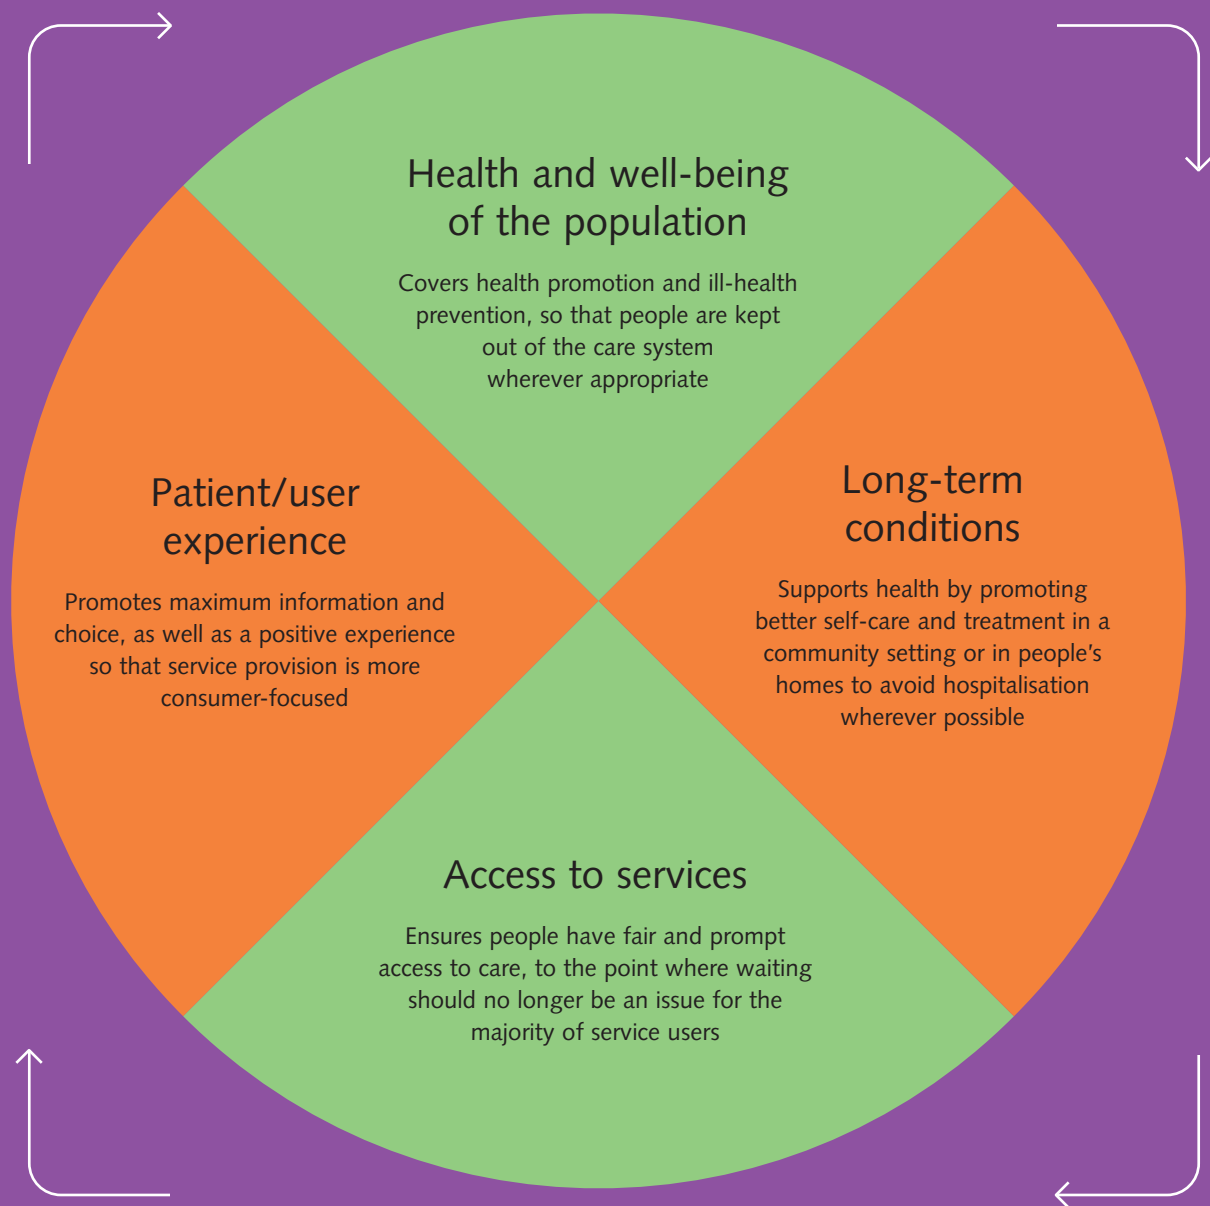 Health and well-being
of the population
Covers health promotion and ill-health
prevention, so that people are kept
out of the care system
wherever appropriate
Long-term
conditions
Supports health by promoting
better self-care and treatment in a
community setting or in people's
homes to avoid hospitalisation
wherever possible
Access to services
Ensures people have fair and prompt
access to care, to the point where waiting
should no longer be an issue for the
majority of service users
Patient/user
experience
Promotes maximum information and
choice, as well as a positive experience
so that service provision is more
consumer-focused